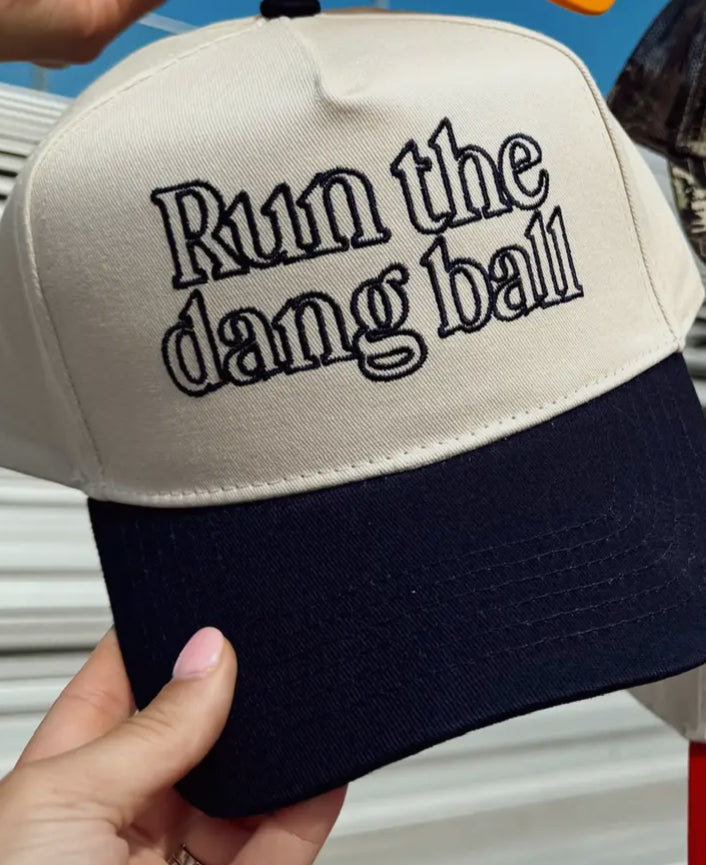 Run the
dang ball